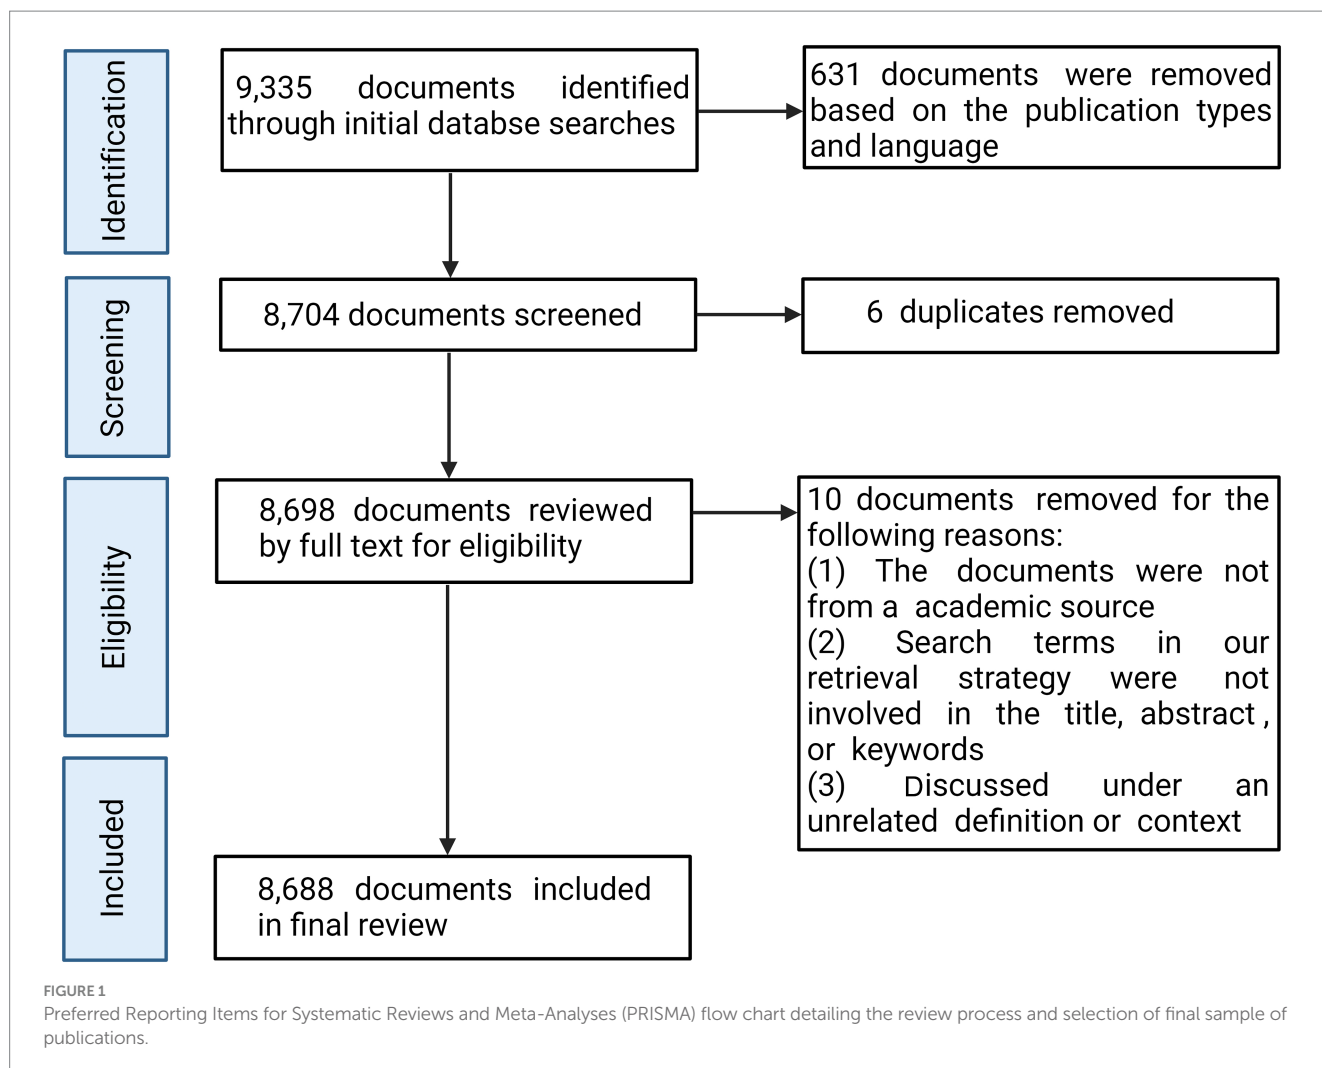 Identification
9,335 documents identified
through initial databse searches
631 documents were removed
based on the publication types
and language
Screening
8,704 documents screened
6 duplicates removed
Eligibility
8,698 documents reviewed
by full text for eligibility
10 documents removed for the
following reasons:
(1) The documents were not
from a academic source
(2) Search terms in our
retrieval strategy were not
involved in the title, abstract ,
or keywords
(3) Discussed under an
unrelated definition or context
Included
8,688 documents included
in final review
FIGURE 1
Preferred Reporting Items for Systematic Reviews and Meta-Analyses (PRISMA) flow chart detailing the review process and selection of final sample of
publications.